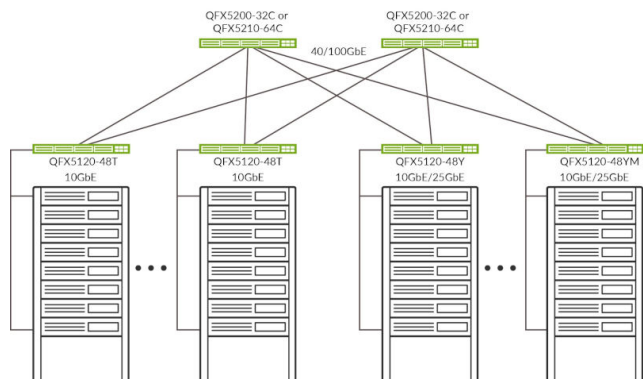 QFX5200-32C or
QFX5210-64C
QFX5200-32C or
QFX5210-64C
40/100GbE
QFX5120-48T
10GbE
QFX5120-48T
10GbE
QFX5120-48Y
10GbE/25GbE
QFX5120-48YM
10GbE/25GbE